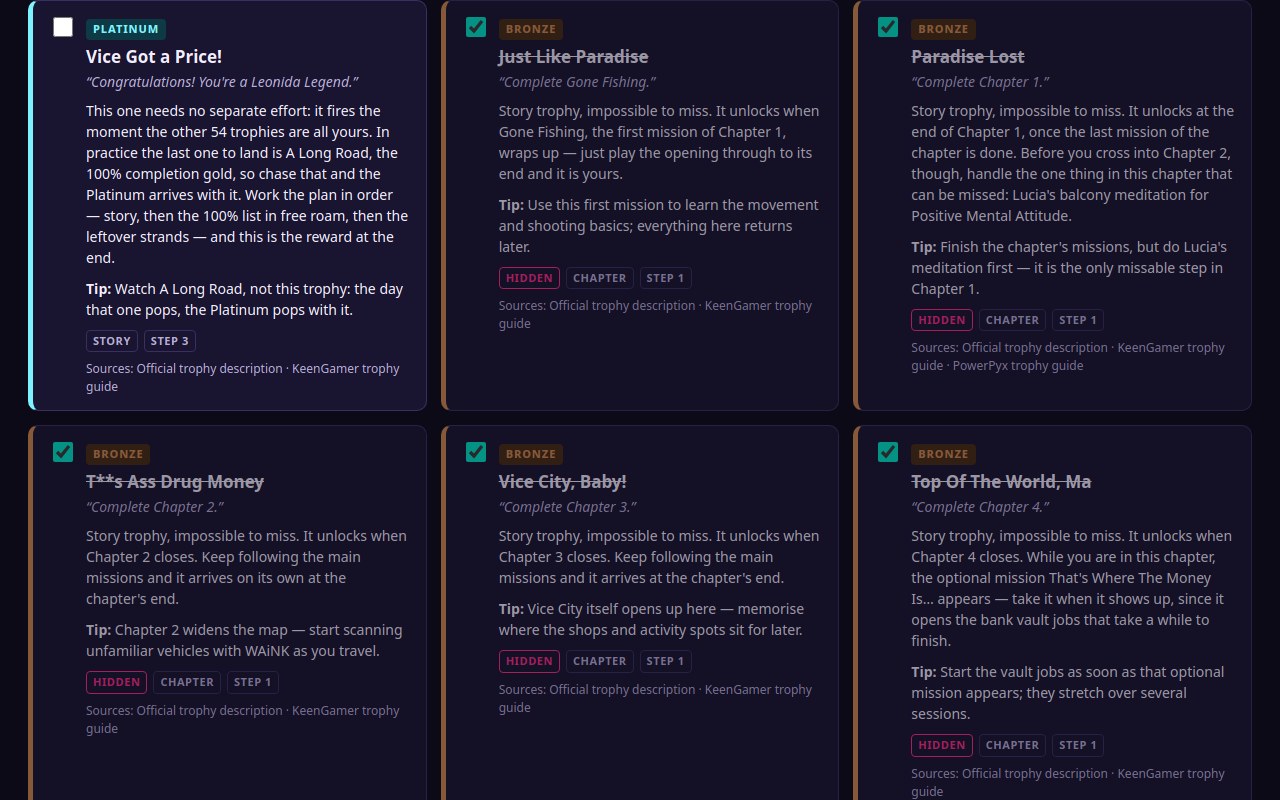 PLATINUM
Vice Got a Price!
“Congratulations! You're a Leonida Legend.”
This one needs no separate effort: it fires the
moment the other 54 trophies are all yours. In
practice the last one to land is A Long Road, the
100% completion gold, so chase that and the
Platinum arrives with it. Work the plan in order
— story, then the 100% list in free roam, then the
leftover strands — and this is the reward at the
end.
Tip: Watch A Long Road, not this trophy: the day
that one pops, the Platinum pops with it.
STORY STEP 3
Sources: Official trophy description · KeenGamer trophy
guide
BRONZE
Just Like Paradise
“Complete Gone Fishing.”
Story trophy, impossible to miss. It unlocks when
Gone Fishing, the first mission of Chapter 1,
wraps up — just play the opening through to its
end and it is yours.
Tip: Use this first mission to learn the movement
and shooting basics; everything here returns
later.
HIDDEN CHAPTER STEP 1
Sources: Official trophy description · KeenGamer trophy
guide
BRONZE
Paradise Lost
“Complete Chapter 1.”
Story trophy, impossible to miss. It unlocks at the
end of Chapter 1, once the last mission of the
chapter is done. Before you cross into Chapter 2,
though, handle the one thing in this chapter that
can be missed: Lucia's balcony meditation for
Positive Mental Attitude.
Tip: Finish the chapter's missions, but do Lucia's
meditation first — it is the only missable step in
Chapter 1.
HIDDEN CHAPTER STEP 1
Sources: Official trophy description · KeenGamer trophy
guide · PowerPyx trophy guide
BRONZE
T**s Ass Drug Money
“Complete Chapter 2.”
Story trophy, impossible to miss. It unlocks when
Chapter 2 closes. Keep following the main
missions and it arrives on its own at the
chapter's end.
Tip: Chapter 2 widens the map — start scanning
unfamiliar vehicles with WAiNK as you travel.
HIDDEN CHAPTER STEP 1
Sources: Official trophy description · KeenGamer trophy
guide
BRONZE
Vice City, Baby!
“Complete Chapter 3.”
Story trophy, impossible to miss. It unlocks when
Chapter 3 closes. Keep following the main
missions and it arrives at the chapter's end.
Tip: Vice City itself opens up here — memorise
where the shops and activity spots sit for later.
HIDDEN CHAPTER STEP 1
Sources: Official trophy description · KeenGamer trophy
guide
BRONZE
Top Of The World, Ma
“Complete Chapter 4.”
Story trophy, impossible to miss. It unlocks when
Chapter 4 closes. While you are in this chapter,
the optional mission That's Where The Money
Is… appears — take it when it shows up, since it
opens the bank vault jobs that take a while to
finish.
Tip: Start the vault jobs as soon as that optional
mission appears; they stretch over several
sessions.
HIDDEN CHAPTER STEP 1
Sources: Official trophy description · KeenGamer trophy
guide